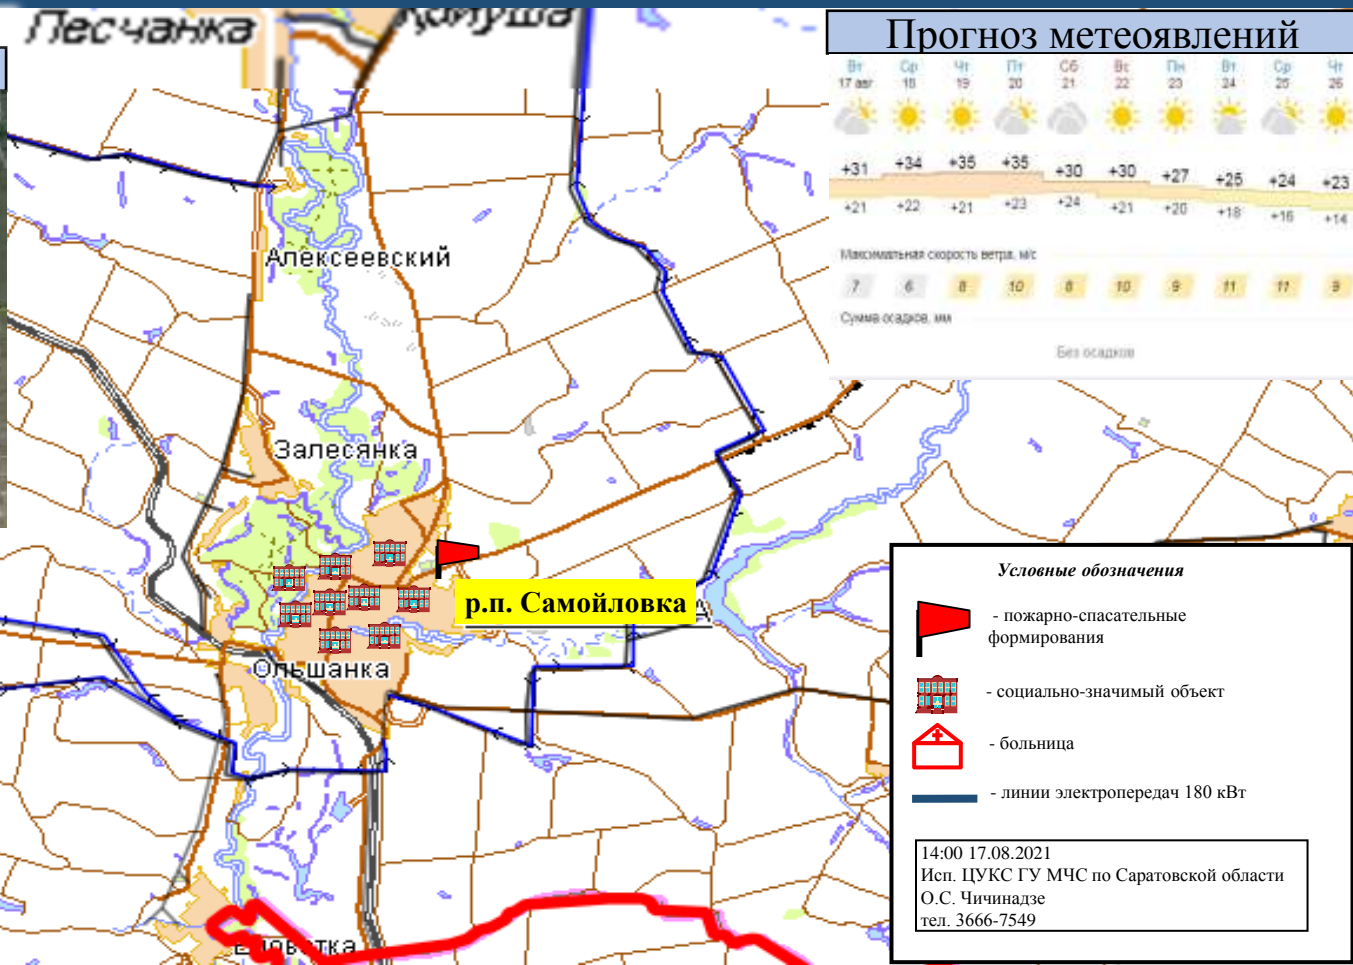 Песчанка
Прогноз метеоявлений
Вт Ср Чт Пт Сб Вс Пн Вт Ср Чт
17 авг 18 19 20 21 22 23 24 25 26
+31 +34 +35 +35 +30 +30 +27 +25 +24 +23
+21 +22 +21 +23 +24 +21 +20 +18 +16 +14
Максимальная скорость ветра, м/с
7 6 8 10 8 10 9 11 11 9
Сумма осадков, мм
Без осадков
Алексеевский
Залесянка
р.п. Самойловка
Ольшанка
Условные обозначения
- пожарно-спасательные
формирования
- социально-значимый объект
- больница
- линии электропередач 180 кВт
14:00 17.08.2021
Исп. ЦУКС ГУ МЧС по Саратовской области
О.С. Чичинадзе
тел. 3666-7549